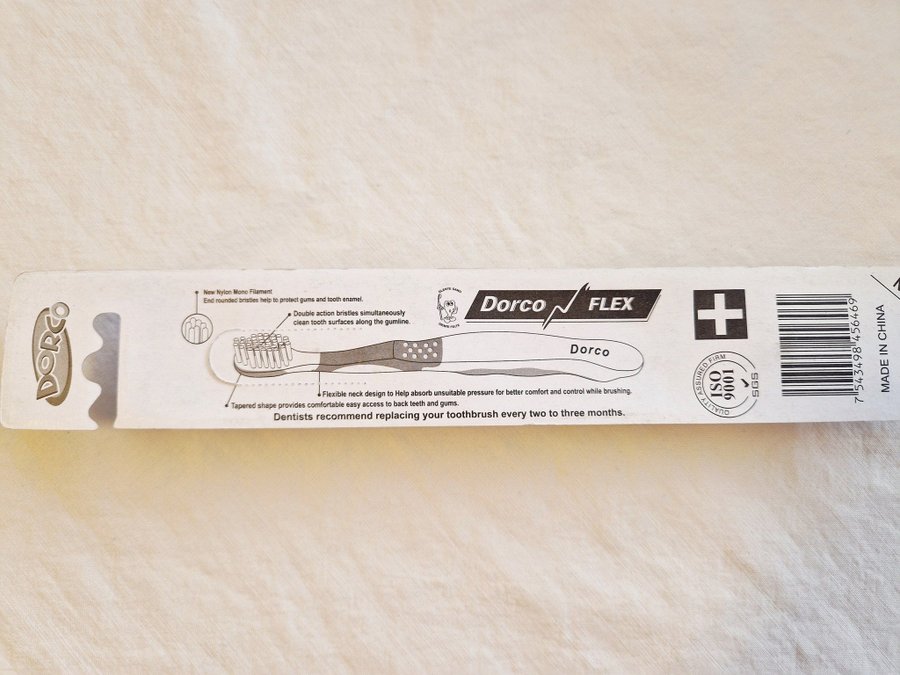 DORCO
New Nylon Mono Filament
End rounded bristles help to protect gums and tooth enamel.
Double action bristles simultaneously
clean tooth surfaces along the gumline.
Dorco FLEX
Dorco
Flexible neck design to Help absorb unsuitable pressure for better comfort and control while brushing.
Tapered shape provides comfortable easy access to back teeth and gums.
Dentists recommend replacing your toothbrush every two to three months.
QUALITY ASSURED FIRM
ISO
9001
SGS
7 543498 456469
MADE IN CHINA